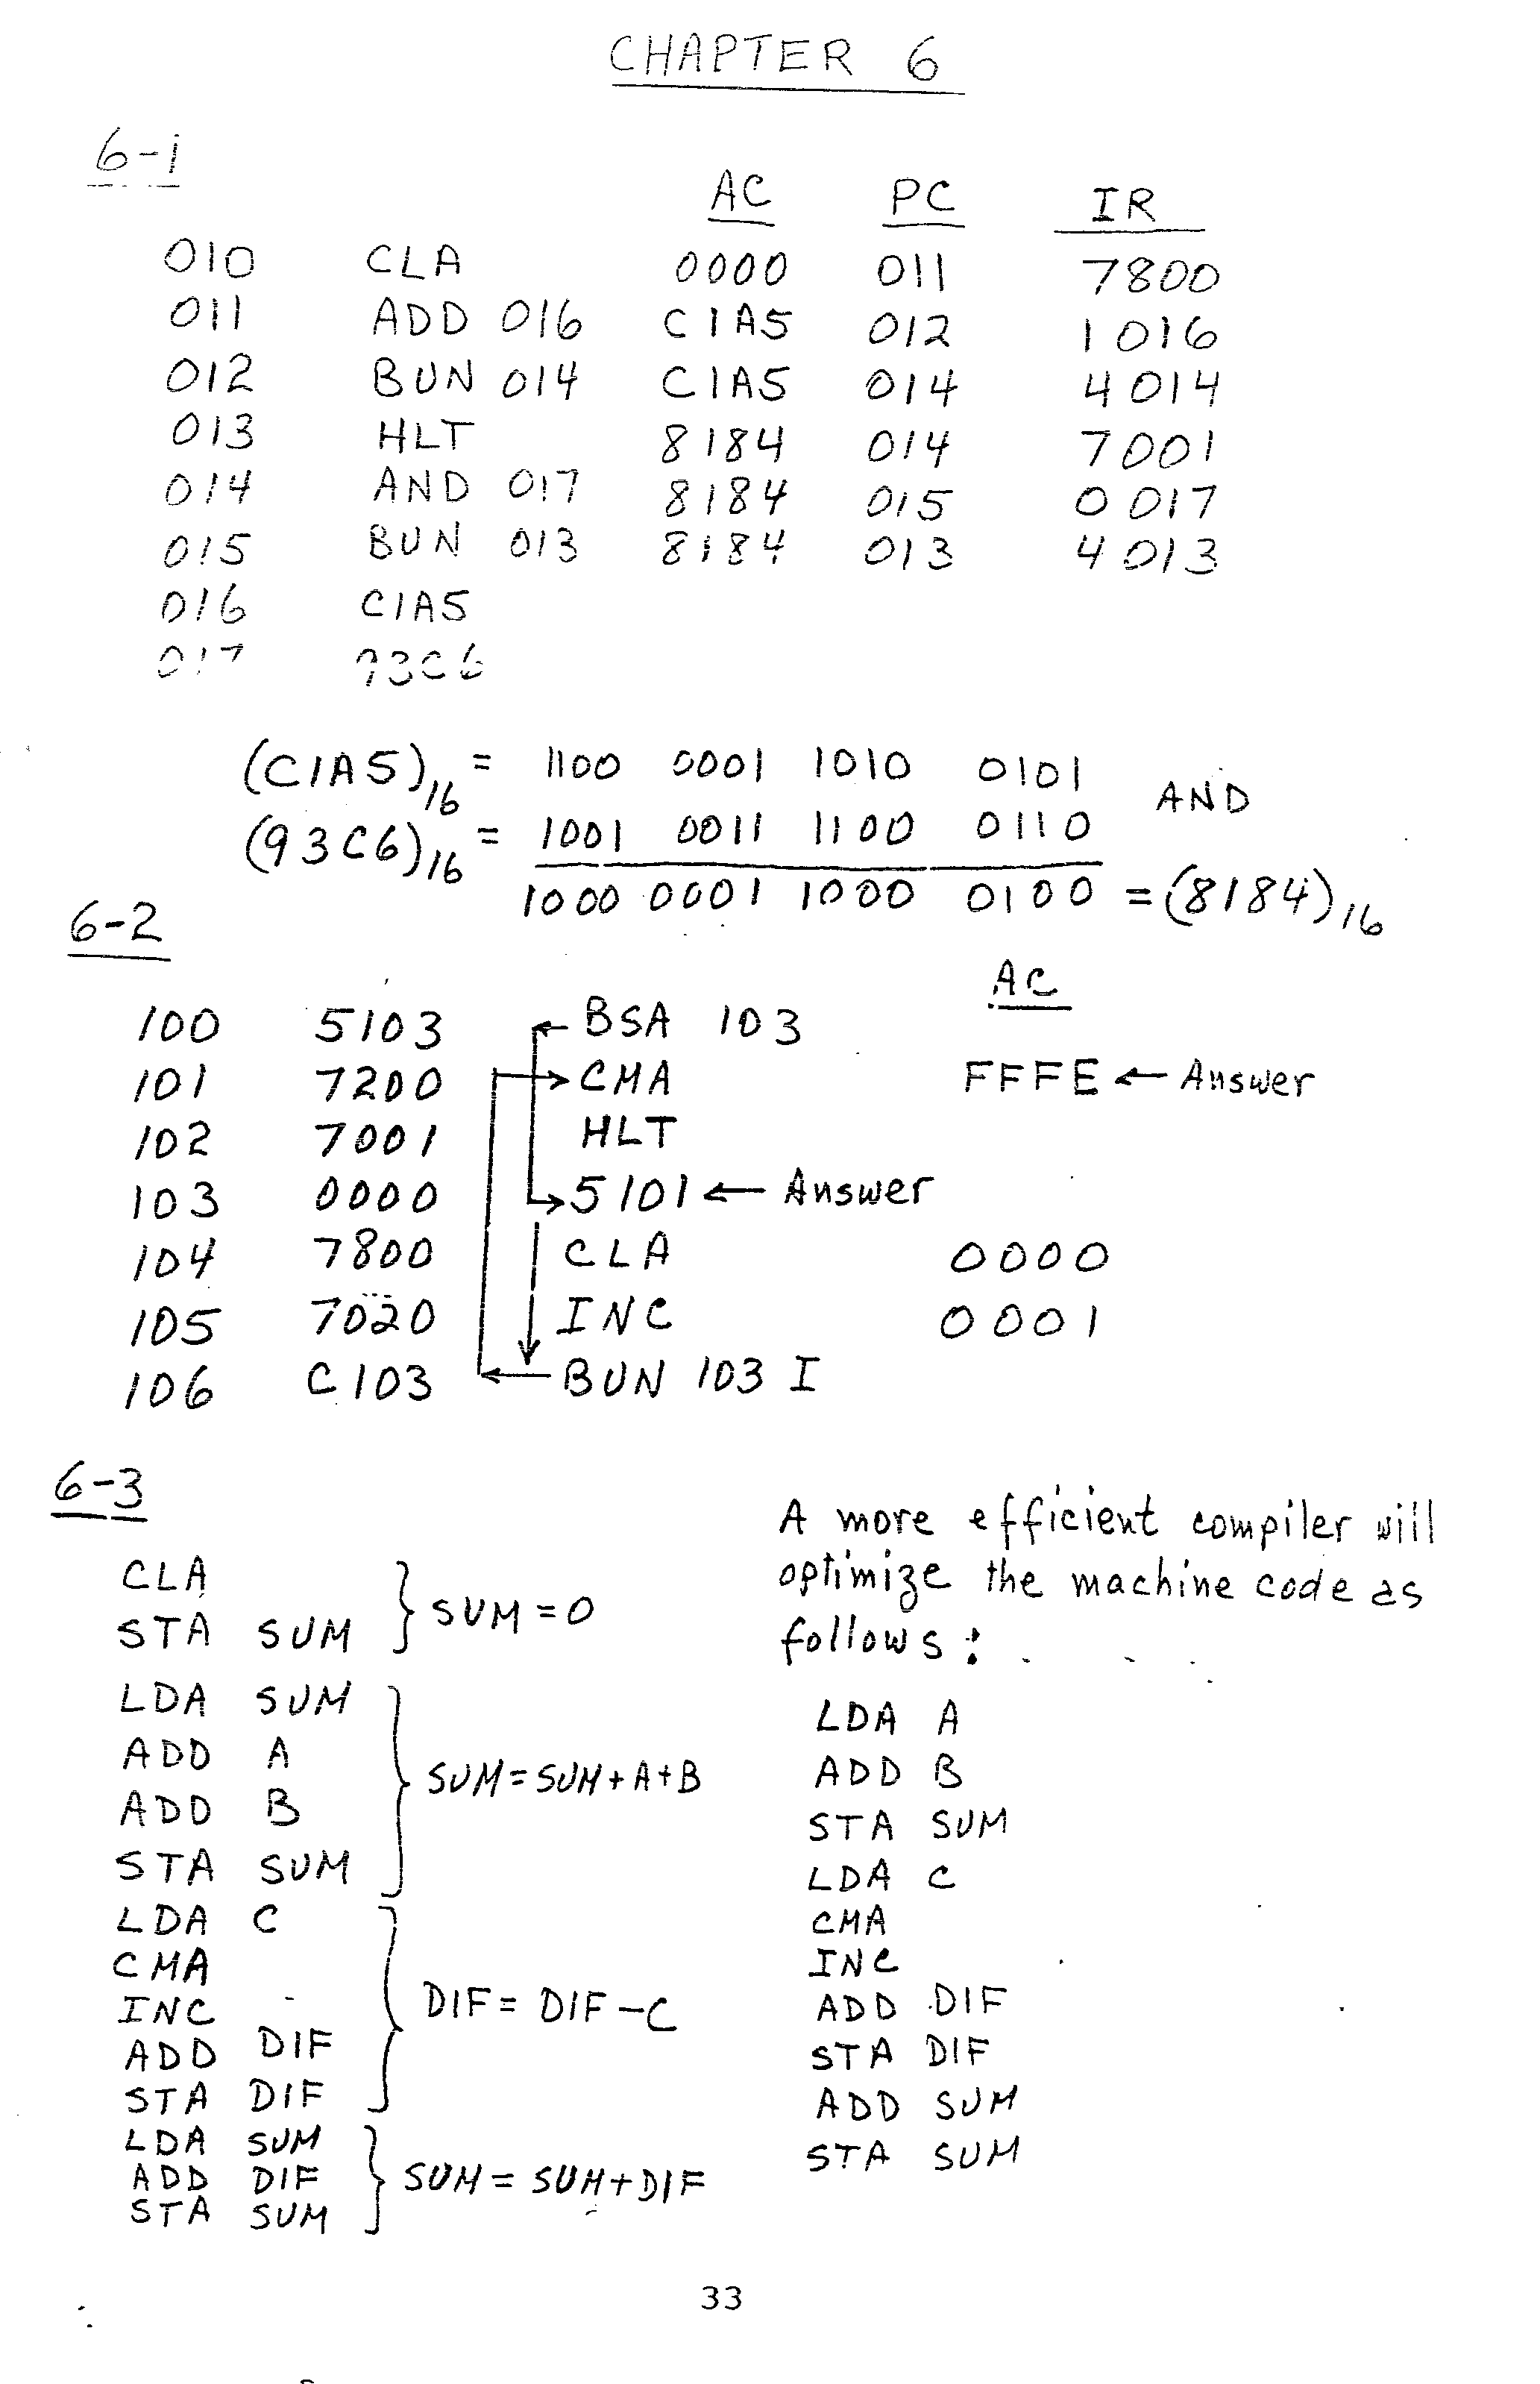 CHAPTER 6
6-1
AC PC IR
010 CLA 0000 011 7800
011 ADD 016 C1A5 012 1016
012 BUN 014 C1A5 014 4014
013 HLT 8184 014 7001
014 AND 017 8184 015 0017
015 BUN 013 8184 013 4013
016 C1A5
017 93C6
(C1A5)16 = 1100 0001 1010 0101 AND
(93C6)16 = 1001 0011 1100 0110
1000 0001 1000 0100 = (8184)16
6-2
AC
100 5103 ← BSA 103
101 7200 → CMA FFFE ← Answer
102 7001 HLT
103 0000 → 5101 ← Answer
104 7800 CLA 0000
105 7020 INC 0001
106 C103 ← BUN 103 I
6-3
CLA
STA SUM } SUM = 0
LDA SUM
ADD A
ADD B } SUM = SUM + A + B
STA SUM
LDA C
CMA
INC } DIF = DIF - C
ADD DIF
STA DIF
LDA SUM
ADD DIF } SUM = SUM + DIF
STA SUM
A more efficient compiler will
optimize the machine code as
follows:
LDA A
ADD B
STA SUM
LDA C
CMA
INC
ADD DIF
STA DIF
ADD SUM
STA SUM
33